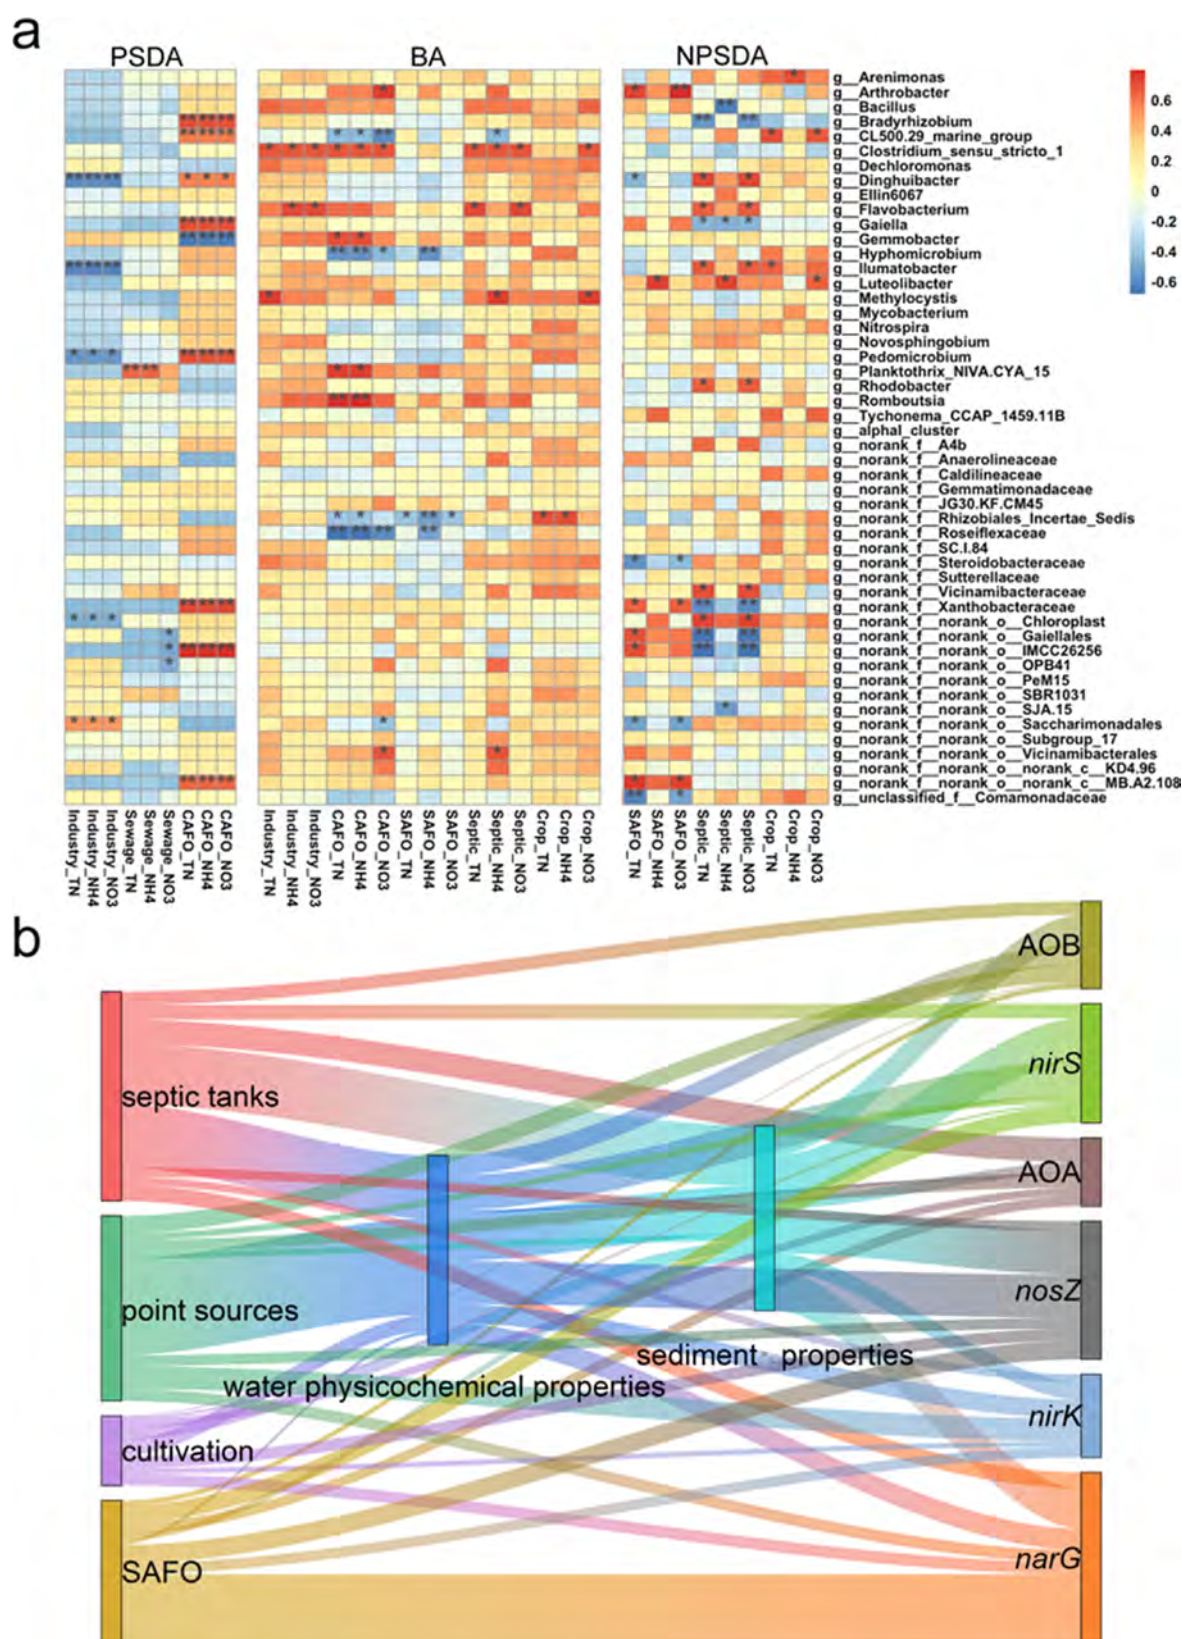 a
PSDA
BA
NPSDA
g__Arenimonas
g__Arthrobacter
g__Bacillus
g__Bradyrhizobium
g__CL500.29_marine_group
g__Clostridium_sensu_stricto_1
g__Dechloromonas
g__Dinghuibacter
g__Ellin6067
g__Flavobacterium
g__Gaiella
g__Gemmobacter
g__Hyphomicrobium
g__Ilumatobacter
g__Luteolibacter
g__Methylocystis
g__Mycobacterium
g__Nitrospira
g__Novosphingobium
g__Pedomicrobium
g__Planktothrix_NIVA.CYA_15
g__Rhodobacter
g__Romboutsia
g__Tychonema_CCAP_1459.11B
g__alphal_cluster
g__norank_f__A4b
g__norank_f__Anaerolineaceae
g__norank_f__Caldilineaceae
g__norank_f__Gemmatimonadaceae
g__norank_f__JG30.KF.CM45
g__norank_f__Rhizobiales_Incertae_Sedis
g__norank_f__Roseiflexaceae
g__norank_f__SC.I.84
g__norank_f__Steroidobacteraceae
g__norank_f__Sutterellaceae
g__norank_f__Vicinamibacteraceae
g__norank_f__Xanthobacteraceae
g__norank_f__norank_o__Chloroplast
g__norank_f__norank_o__Gaiellales
g__norank_f__norank_o__IMCC26256
g__norank_f__norank_o__OPB41
g__norank_f__norank_o__PeM15
g__norank_f__norank_o__SBR1031
g__norank_f__norank_o__SJA.15
g__norank_f__norank_o__Saccharimonadales
g__norank_f__norank_o__Subgroup_17
g__norank_f__norank_o__Vicinamibacterales
g__norank_f__norank_o__norank_c__KD4.96
g__norank_f__norank_o__norank_c__MB.A2.108
g__unclassified_f__Comamonadaceae
0.6
0.4
0.2
0
-0.2
-0.4
-0.6
Industry_TN
Industry_NH4
Industry_NO3
Sewage_TN
Sewage_NH4
Sewage_NO3
CAFO_TN
CAFO_NH4
CAFO_NO3
Industry_TN
Industry_NH4
Industry_NO3
CAFO_TN
CAFO_NH4
CAFO_NO3
SAFO_TN
SAFO_NH4
SAFO_NO3
Septic_TN
Septic_NH4
Septic_NO3
Crop_TN
Crop_NH4
Crop_NO3
SAFO_TN
SAFO_NH4
SAFO_NO3
Septic_TN
Septic_NH4
Septic_NO3
Crop_TN
Crop_NH4
Crop_NO3
b
septic tanks
point sources
cultivation
SAFO
water physicochemical properties
sediment properties
AOB
nirS
AOA
nosZ
nirK
narG